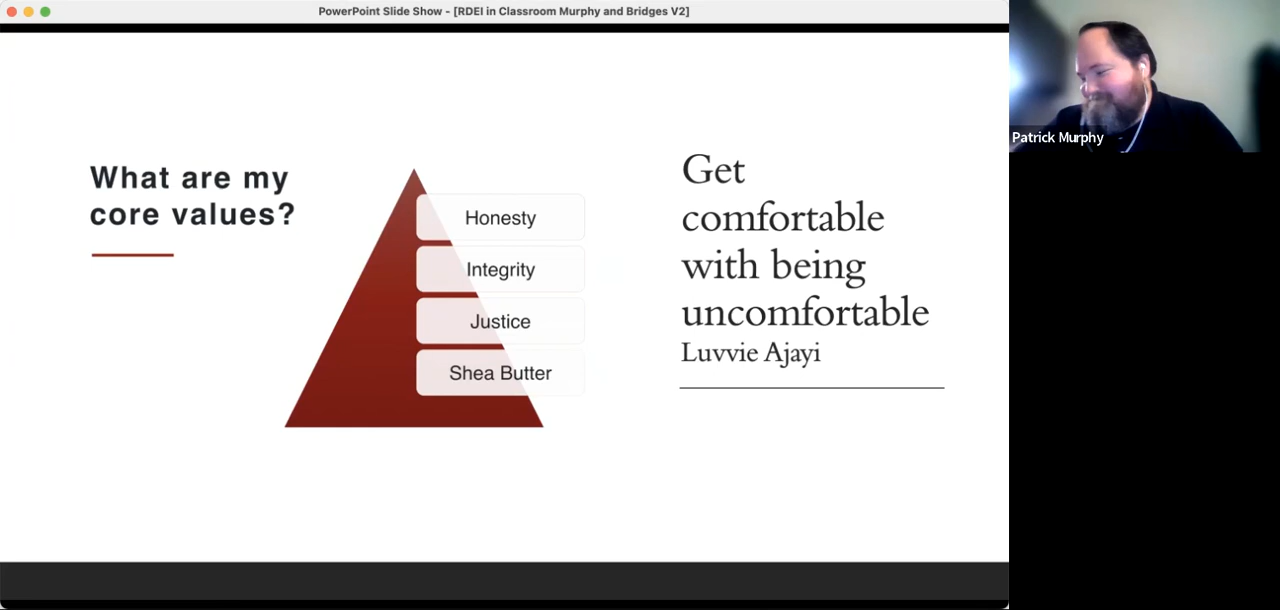 PowerPoint Slide Show - [RDEI in Classroom Murphy and Bridges V2]
What are my
core values?
Honesty
Integrity
Justice
Shea Butter
Get
comfortable
with being
uncomfortable
Luvvie Ajayi
Patrick Murphy